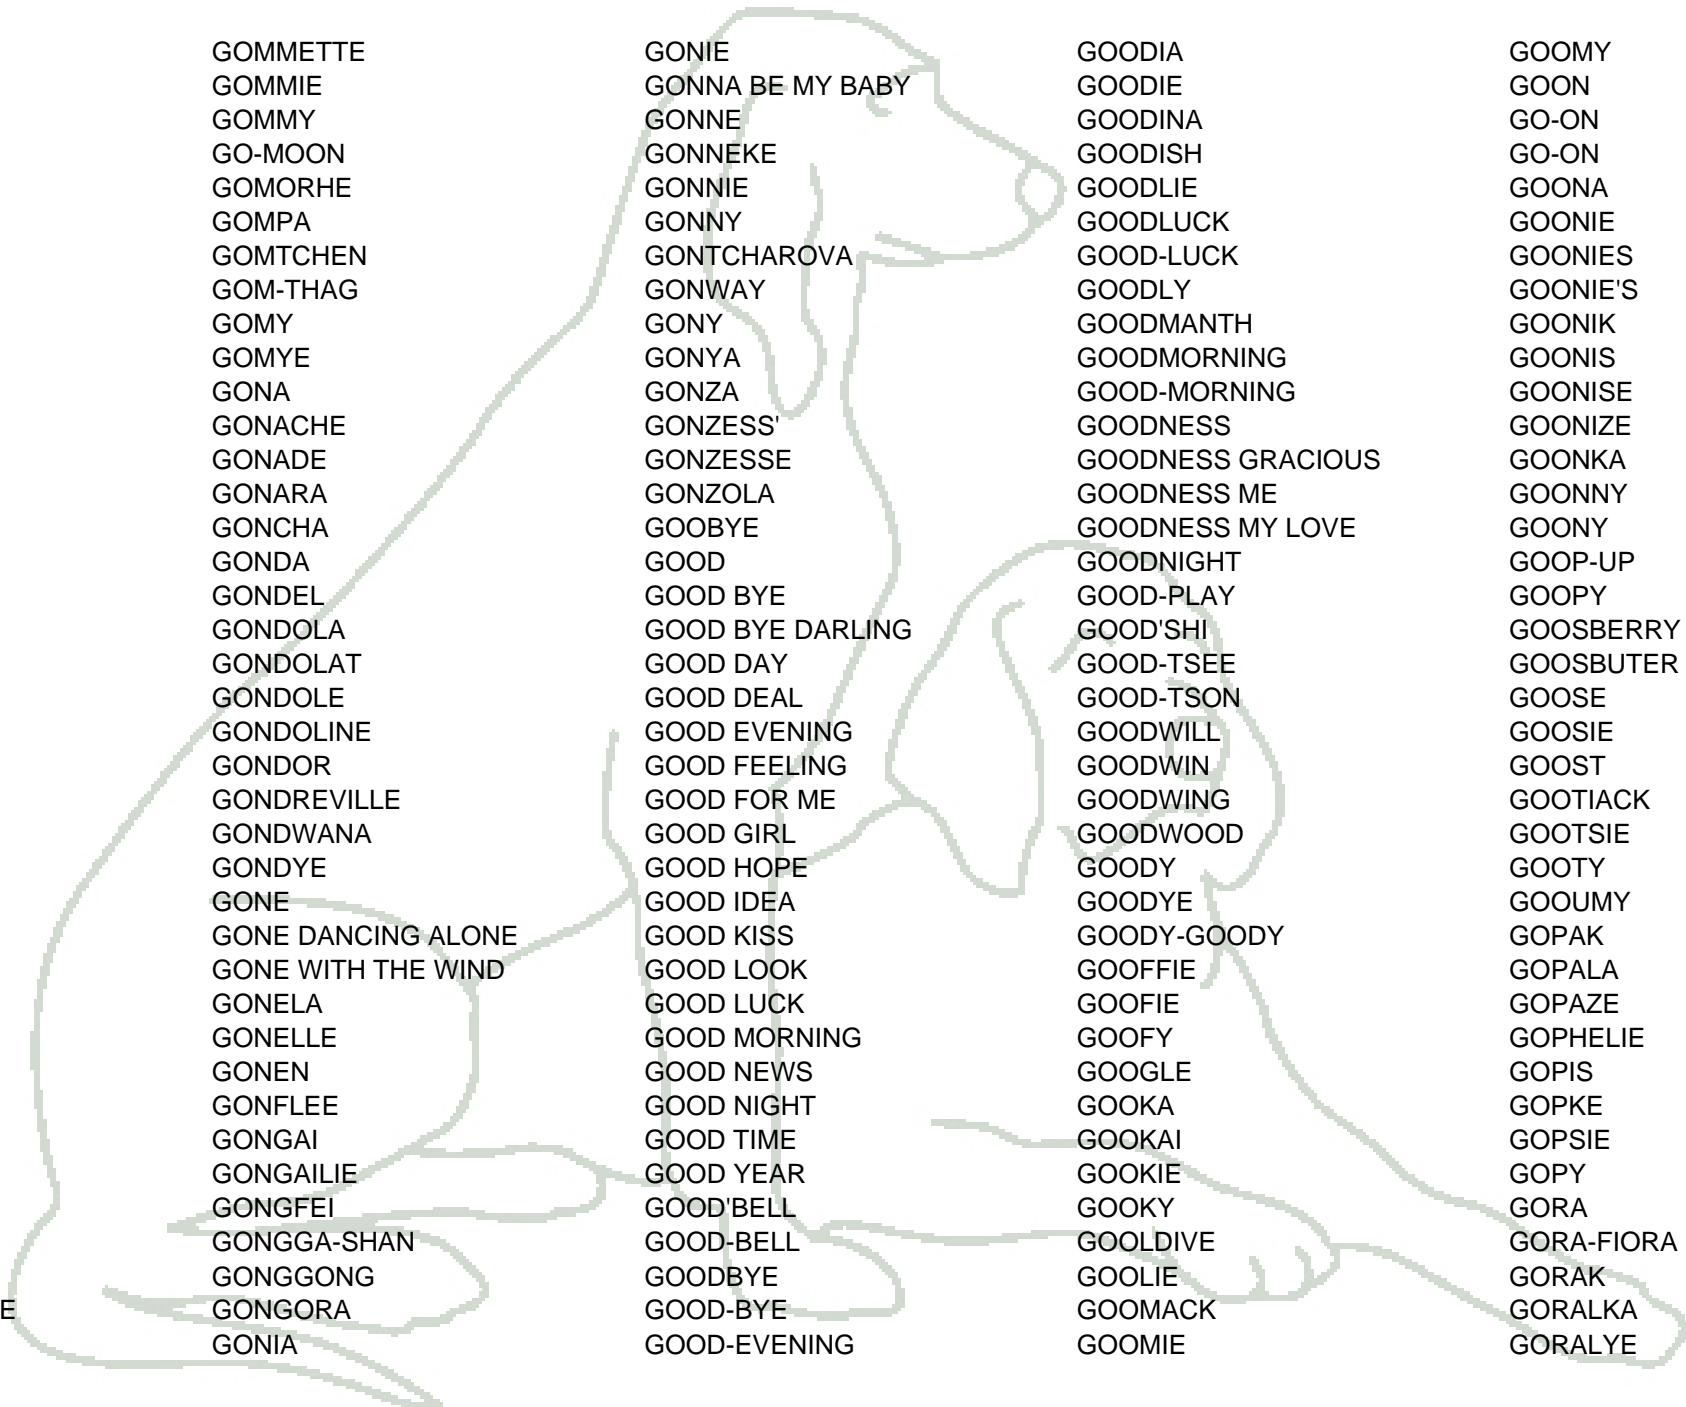 GOMMETTE
GOMMIE
GOMMY
GO-MOON
GOMORHE
GOMPA
GOMTCHEN
GOM-THAG
GOMY
GOMYE
GONA
GONACHE
GONADE
GONARA
GONCHA
GONDA
GONDEL
GONDOLA
GONDOLAT
GONDOLE
GONDOLINE
GONDOR
GONDREVILLE
GONDWANA
GONDYE
GONE
GONE DANCING ALONE
GONE WITH THE WIND
GONELA
GONELLE
GONEN
GONFLEE
GONGAI
GONGAILIE
GONGFEI
GONGGA-SHAN
GONGGONG
E
GONGORA
GONIA
GONIE
GONNA BE MY BABY
GONNE
GONNEKE
GONNIE
GONNY
GONTCHAROVA
GONWAY
GONY
GONYA
GONZA
GONZESS'
GONZESSE
GONZOLA
GOOBYE
GOOD
GOOD BYE
GOOD BYE DARLING
GOOD DAY
GOOD DEAL
GOOD EVENING
GOOD FEELING
GOOD FOR ME
GOOD GIRL
GOOD HOPE
GOOD IDEA
GOOD KISS
GOOD LOOK
GOOD LUCK
GOOD MORNING
GOOD NEWS
GOOD NIGHT
GOOD TIME
GOOD YEAR
GOOD'BELL
GOOD-BELL
GOODBYE
GOOD-BYE
GOOD-EVENING
GOODIA
GOODIE
GOODINA
GOODISH
GOODLIE
GOODLUCK
GOOD-LUCK
GOODLY
GOODMANTH
GOODMORNING
GOOD-MORNING
GOODNESS
GOODNESS GRACIOUS
GOODNESS ME
GOODNESS MY LOVE
GOODNIGHT
GOOD-PLAY
GOOD'SHI
GOOD-TSEE
GOOD-TSON
GOODWILL
GOODWIN
GOODWING
GOODWOOD
GOODY
GOODYE
GOODY-GOODY
GOOFFIE
GOOFIE
GOOFY
GOOGLE
GOOKA
GOOKAI
GOOKIE
GOOKY
GOOLDIVE
GOOLIE
GOOMACK
GOOMIE
GOOMY
GOON
GO-ON
GO-ON
GOONA
GOONIE
GOONIES
GOONIE'S
GOONIK
GOONIS
GOONISE
GOONIZE
GOONKA
GOONNY
GOONY
GOOP-UP
GOOPY
GOOSBERRY
GOOSBUTER
GOOSE
GOOSIE
GOOST
GOOTIACK
GOOTSIE
GOOTY
GOOUMY
GOPAK
GOPALA
GOPAZE
GOPHELIE
GOPIS
GOPKE
GOPSIE
GOPY
GORA
GORA-FIORA
GORAK
GORALKA
GORALYE